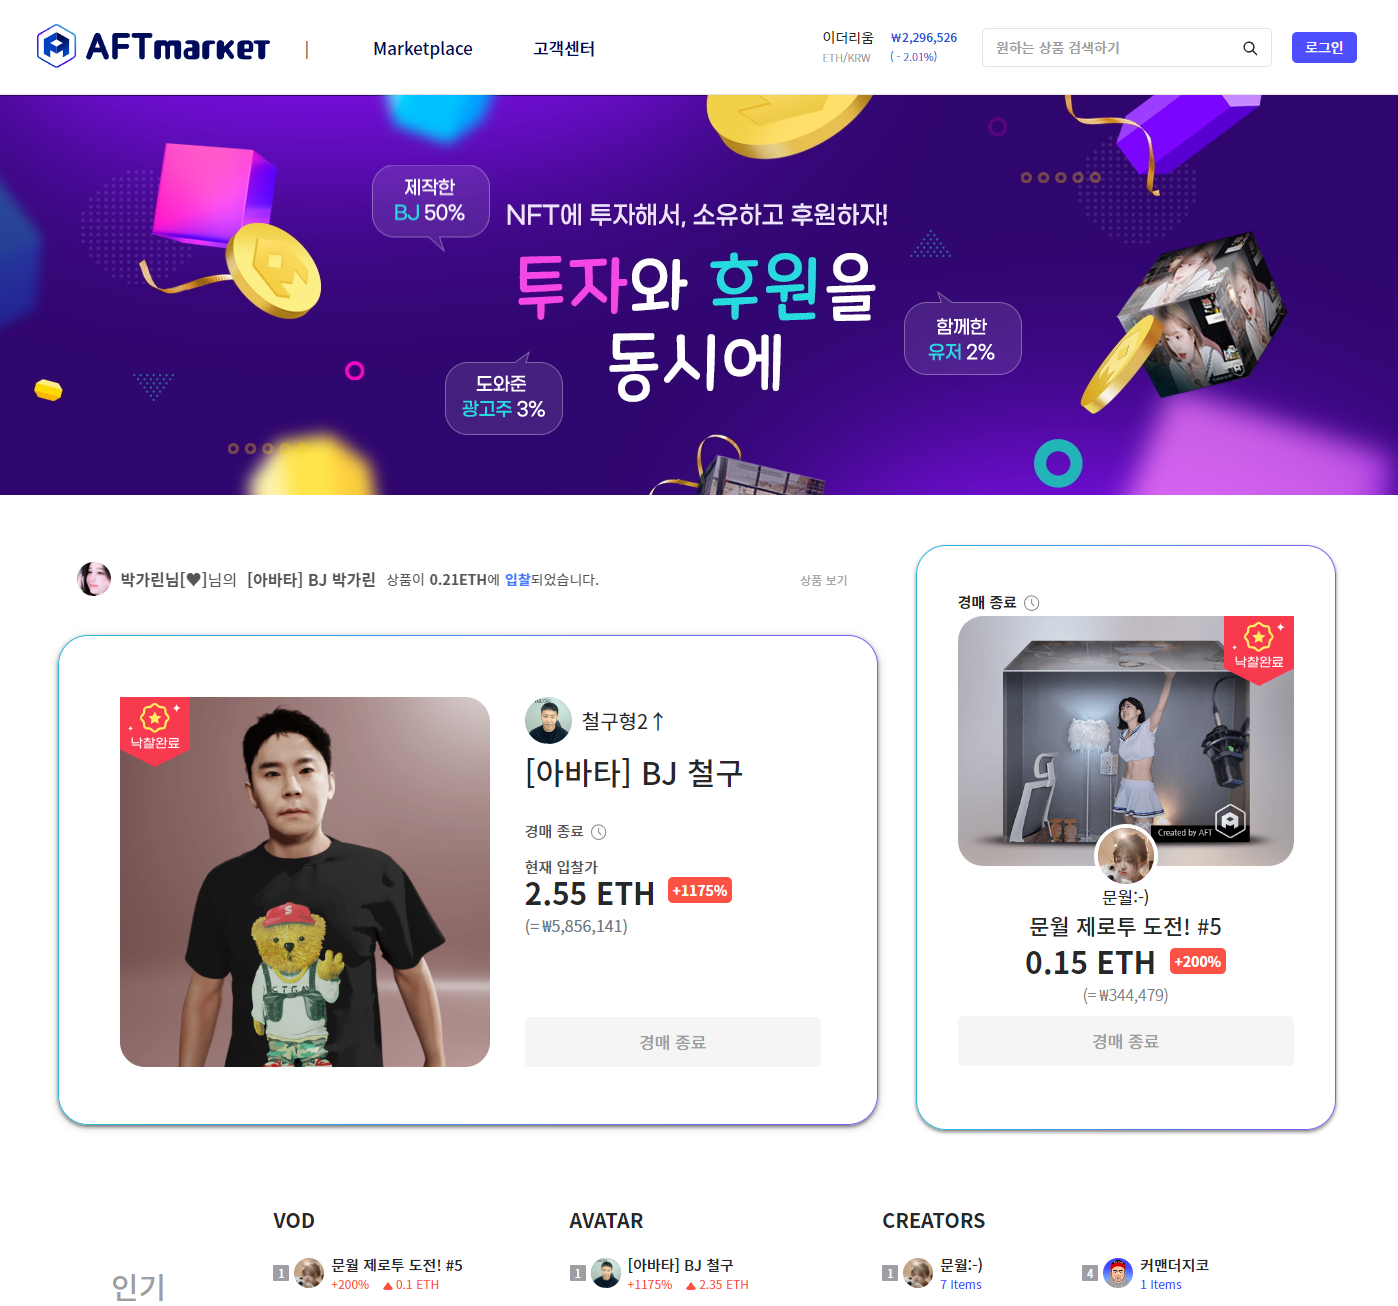 AFTmarket
|
Marketplace
고객센터
이더리움 ₩2,296,526
ETH/KRW ( - 2.01%)
원하는 상품 검색하기
로그인
제작한
BJ 50%
NFT에 투자해서, 소유하고 후원하자!
투자와 후원을
동시에
함께한
유저 2%
도와준
광고주 3%
박가린님[♥]님의 [아바타] BJ 박가린 상품이 0.21ETH에 입찰되었습니다.
상품 보기
낙찰완료
철구형2↑
[아바타] BJ 철구
경매 종료
현재 입찰가
2.55 ETH +1175%
(=₩5,856,141)
경매 종료
경매 종료
낙찰완료
Created by AFT
문월:-)
문월 제로투 도전! #5
0.15 ETH +200%
(=₩344,479)
경매 종료
인기
VOD
1 문월 제로투 도전! #5
+200% ▲ 0.1 ETH
AVATAR
1 [아바타] BJ 철구
+1175% ▲ 2.35 ETH
CREATORS
1 문월:-)
7 Items
4 커맨더지코
1 Items